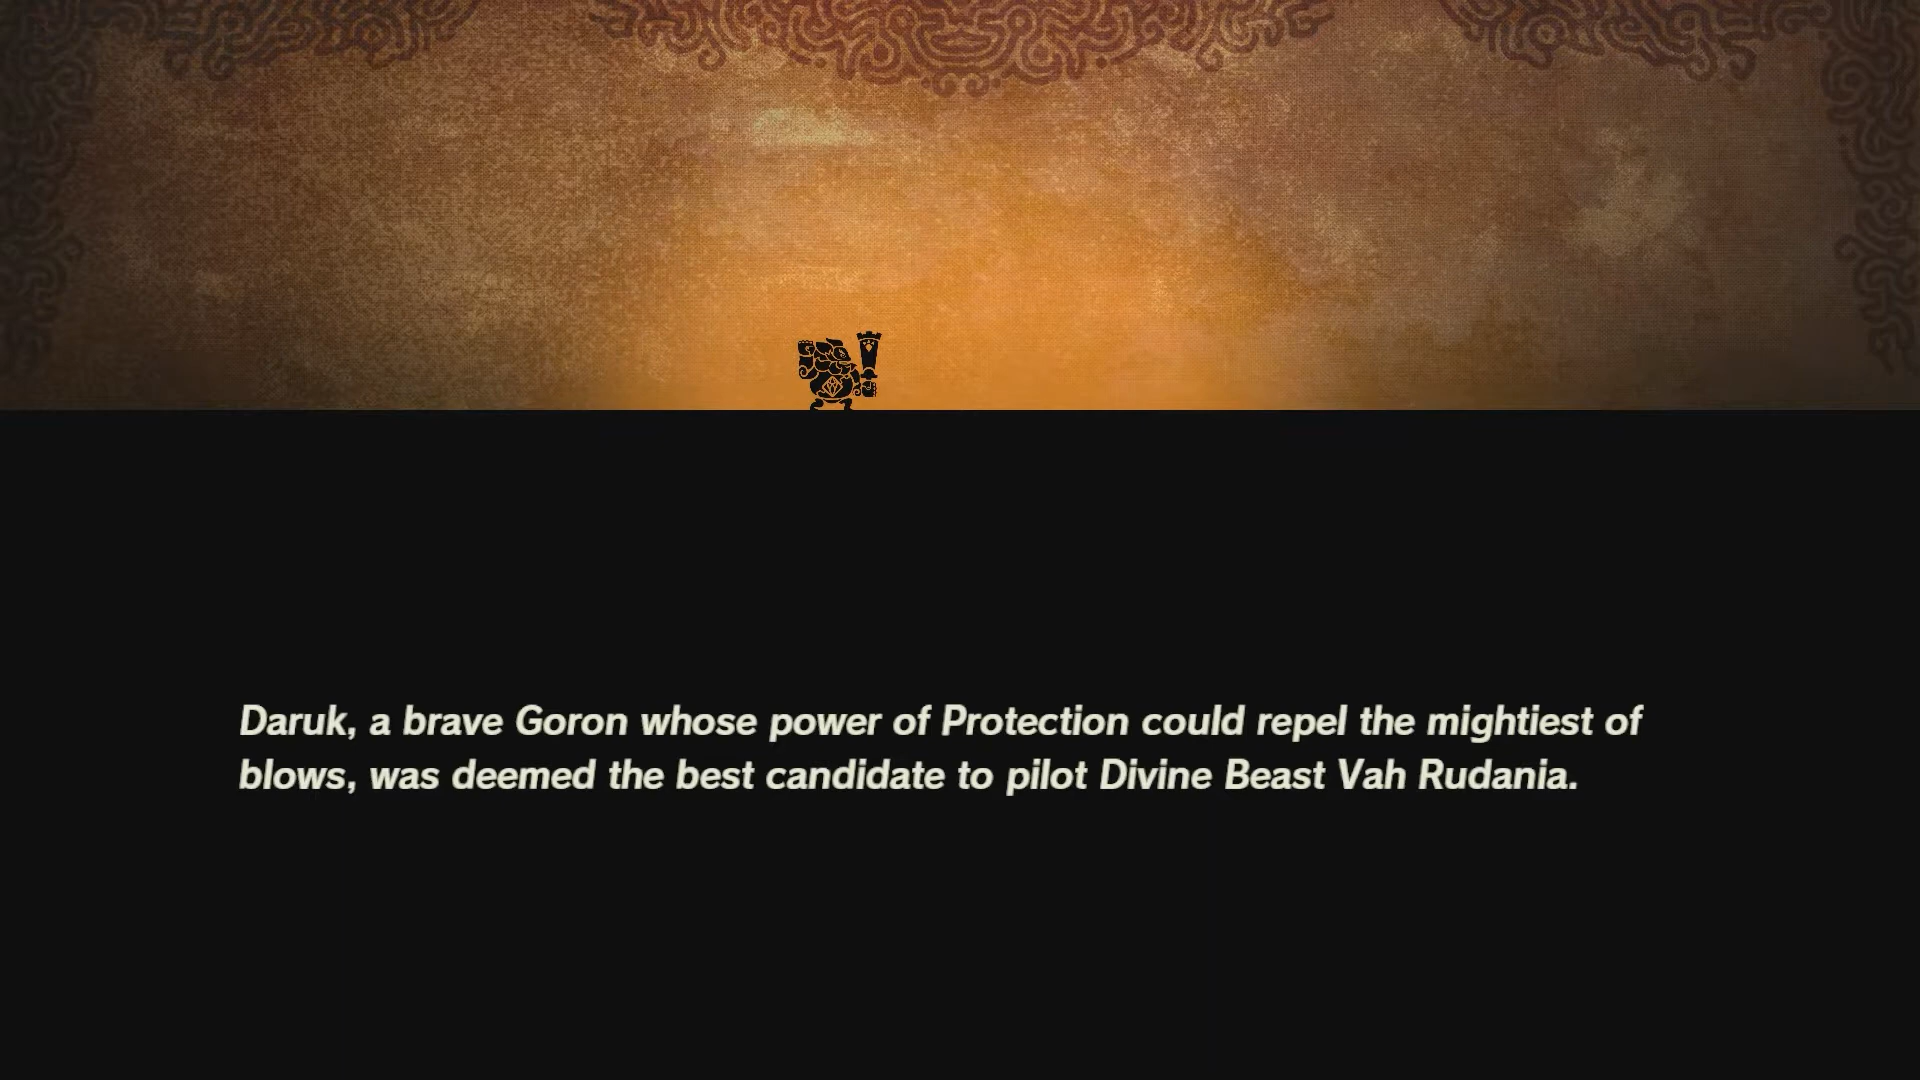 Daruk, a brave Goron whose power of Protection could repel the mightiest of
blows, was deemed the best candidate to pilot Divine Beast Vah Rudania.